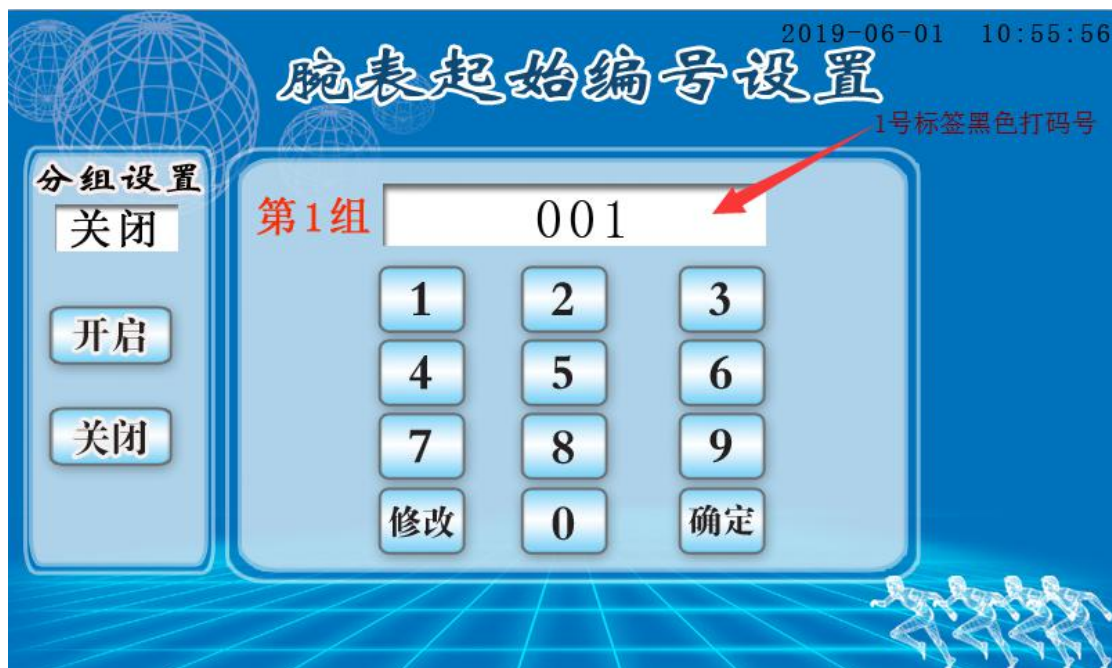 2019-06-01 10:55:56
腕表起始编号设置
1号标签黑色打码号
分组设置
关闭
开启
关闭
第1组 001
1 2 3
4 5 6
7 8 9
修改 0 确定